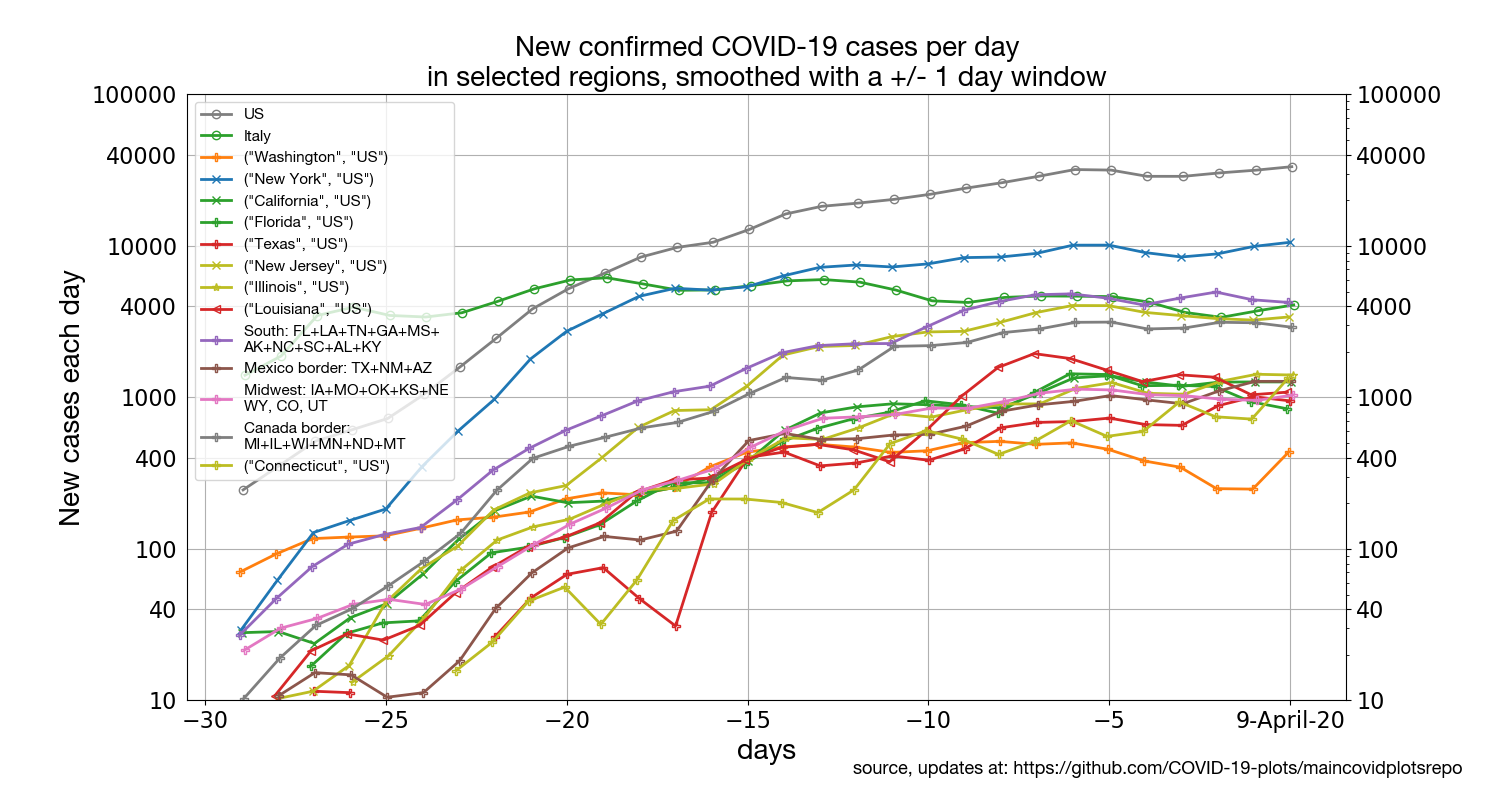 New confirmed COVID-19 cases per day
in selected regions, smoothed with a +/- 1 day window
100000
40000
10000
4000
1000
400
100
40
10
New cases each day
US
Italy
("Washington", "US")
("New York", "US")
("California", "US")
("Florida", "US")
("Texas", "US")
("New Jersey", "US")
("Illinois", "US")
("Louisiana", "US")
South: FL+LA+TN+GA+MS+
AK+NC+SC+AL+KY
Mexico border: TX+NM+AZ
Midwest: IA+MO+OK+KS+NE
WY, CO, UT
Canada border:
MI+IL+WI+MN+ND+MT
("Connecticut", "US")
100000
40000
10000
4000
1000
400
100
40
10
−30 −25 −20 −15 −10 −5 9-April-20
days
source, updates at: https://github.com/COVID-19-plots/maincovidplotsrepo